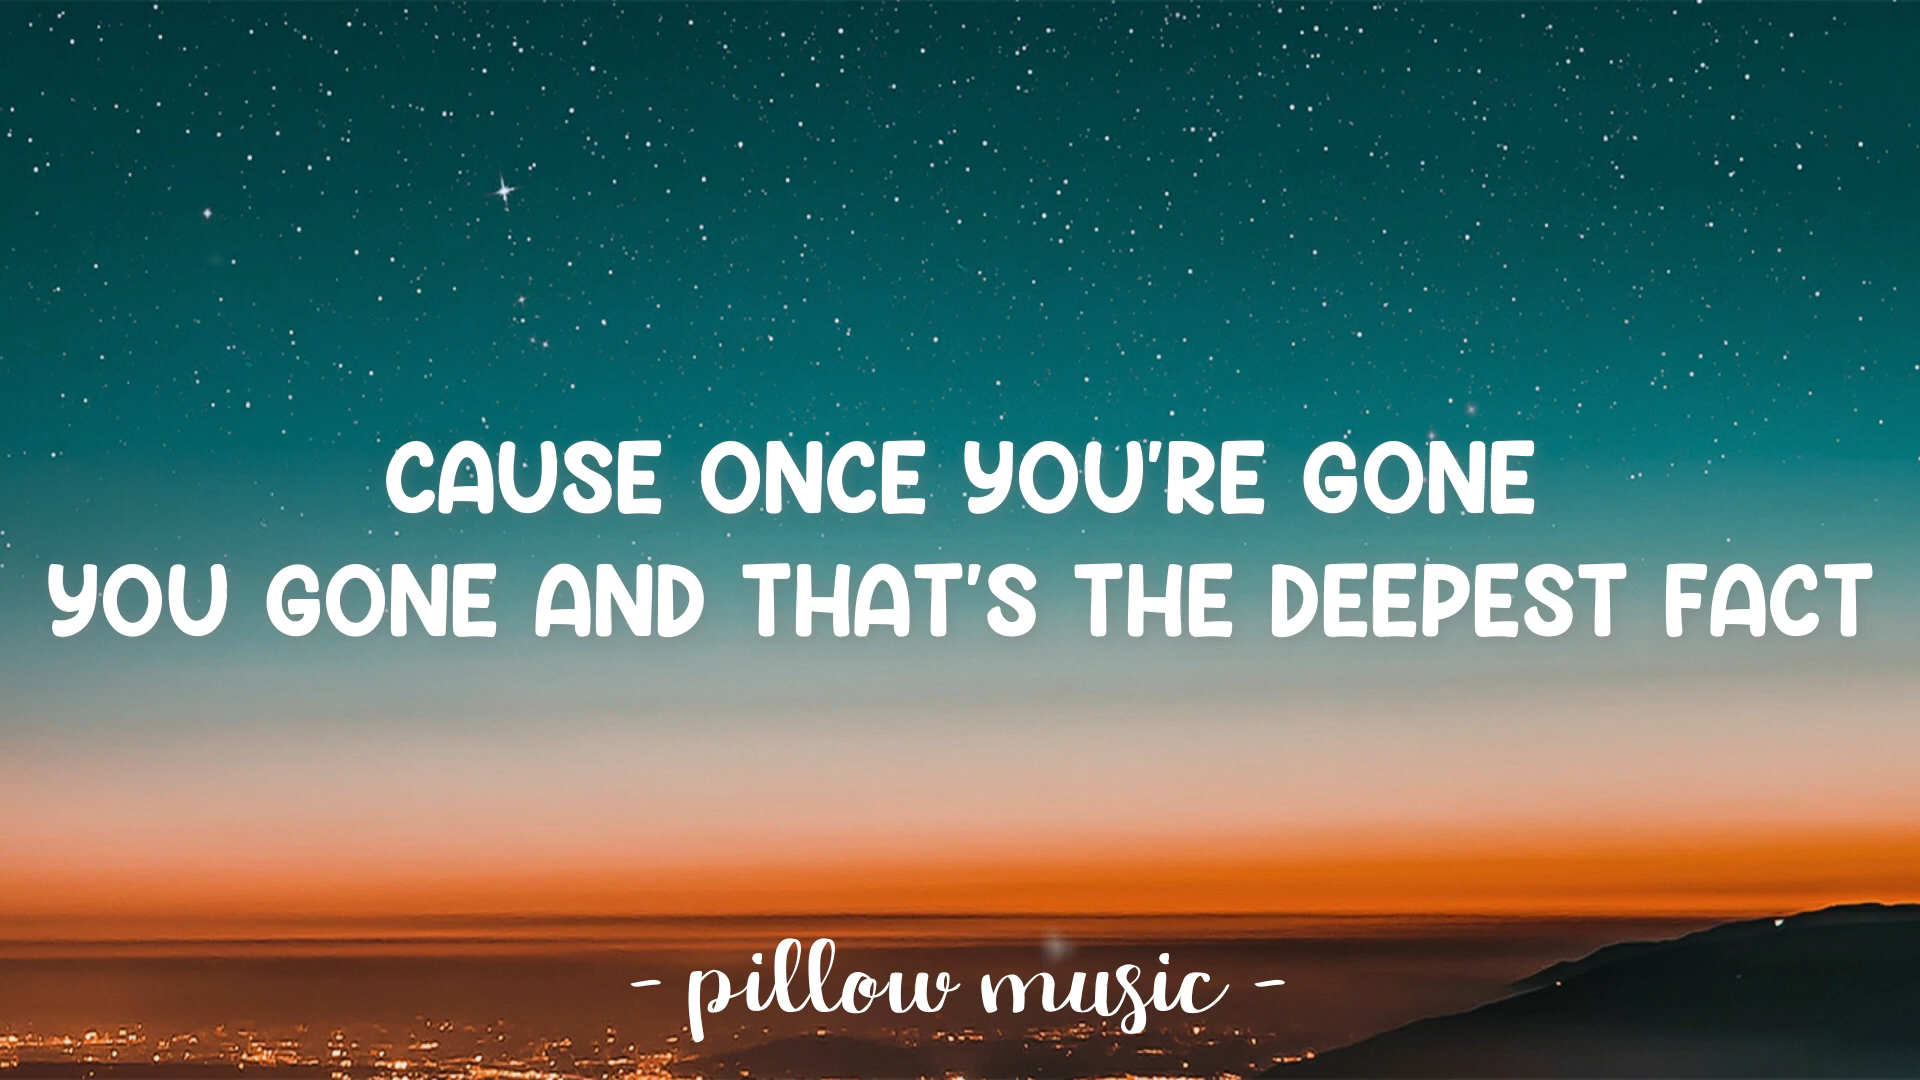 CAUSE ONCE YOU'RE GONE
YOU GONE AND THAT'S THE DEEPEST FACT
- pillow music -